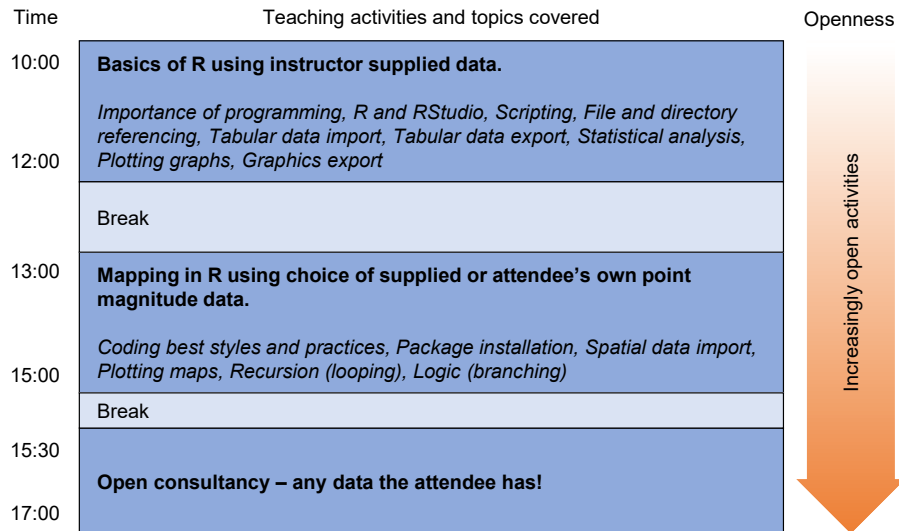 Time
Teaching activities and topics covered
Openness
10:00
Basics of R using instructor supplied data.
Importance of programming, R and RStudio, Scripting, File and directory
referencing, Tabular data import, Tabular data export, Statistical analysis,
Plotting graphs, Graphics export
12:00
Break
13:00
Mapping in R using choice of supplied or attendee's own point
magnitude data.
Coding best styles and practices, Package installation, Spatial data import,
Plotting maps, Recursion (looping), Logic (branching)
15:00
Break
15:30
Open consultancy – any data the attendee has!
17:00
Increasingly open activities